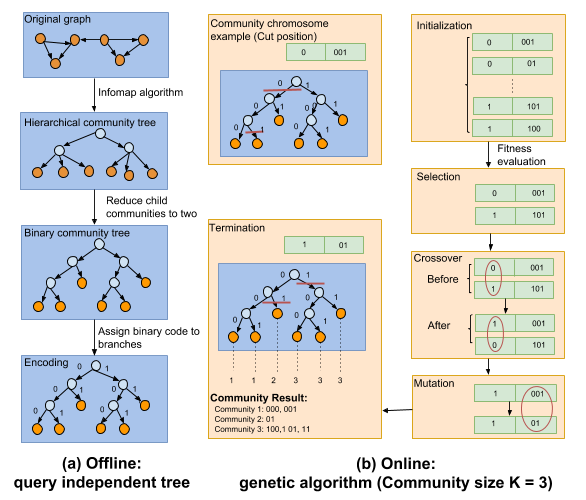 Original graph
Infomap algorithm
Hierarchical community tree
Reduce child
communities to two
Binary community tree
Assign binary code to
branches
Encoding
0 1
0 1 0 1
0 1 0 1
(a) Offline:
query independent tree
Community chromosome
example (Cut position)
0 001
0 1
0 1 0 1
0 1 0 1
Termination
1 01
0 1
0 1 0 1
0 1 0 1
1 1 2 3 3 3
Community Result:
Community 1: 000, 001
Community 2: 01
Community 3: 100,1 01, 11
Initialization
0 001
0 01
1 101
1 100
Fitness
evaluation
Selection
0 001
1 101
Crossover
Before
0 001
1 101
After
1 001
0 101
Mutation
1 001
1 01
(b) Online:
genetic algorithm (Community size K = 3)